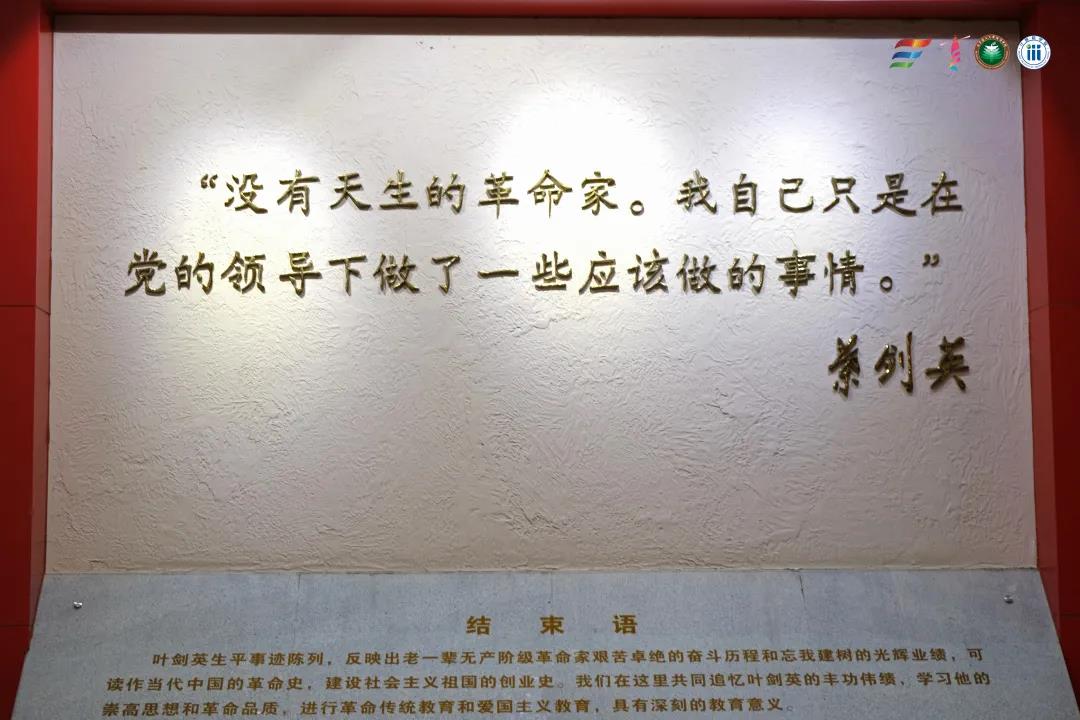 “没有天生的革命家。我自己只是在
党的领导下做了一些应该做的事情。”
葉剑英
结束语
叶剑英生平事迹陈列，反映出老一辈无产阶级革命家艰苦卓绝的奋斗历程和忘我建树的光辉业绩，可
读作当代中国的革命史，建设社会主义祖国的创业史。我们在这里共同追忆叶剑英的丰功伟绩，学习他的
崇高思想和革命品质，进行革命传统教育和爱国主义教育，具有深刻的教育意义。